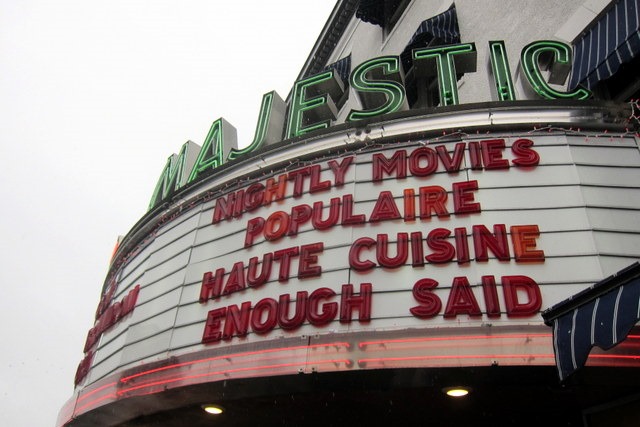 MAJESTIC
NIGHTLY MOVIES
POPULAIRE
HAUTE CUISINE
ENOUGH SAID